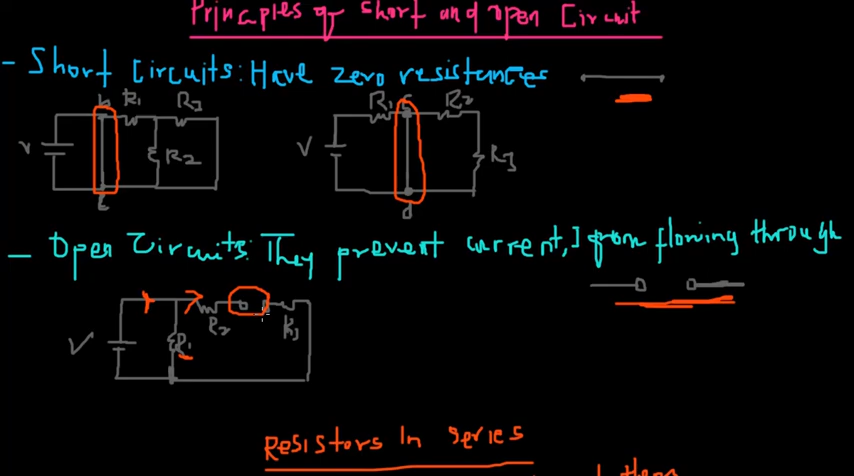 Principles of Short and Open Circuit
- Short Circuits: Have zero resistances
b R1 R3
V R2
R1 c R2
V R3
d
- Open Circuits: They prevent current, I from flowing through
R2 R3
V R1
Resistors In series